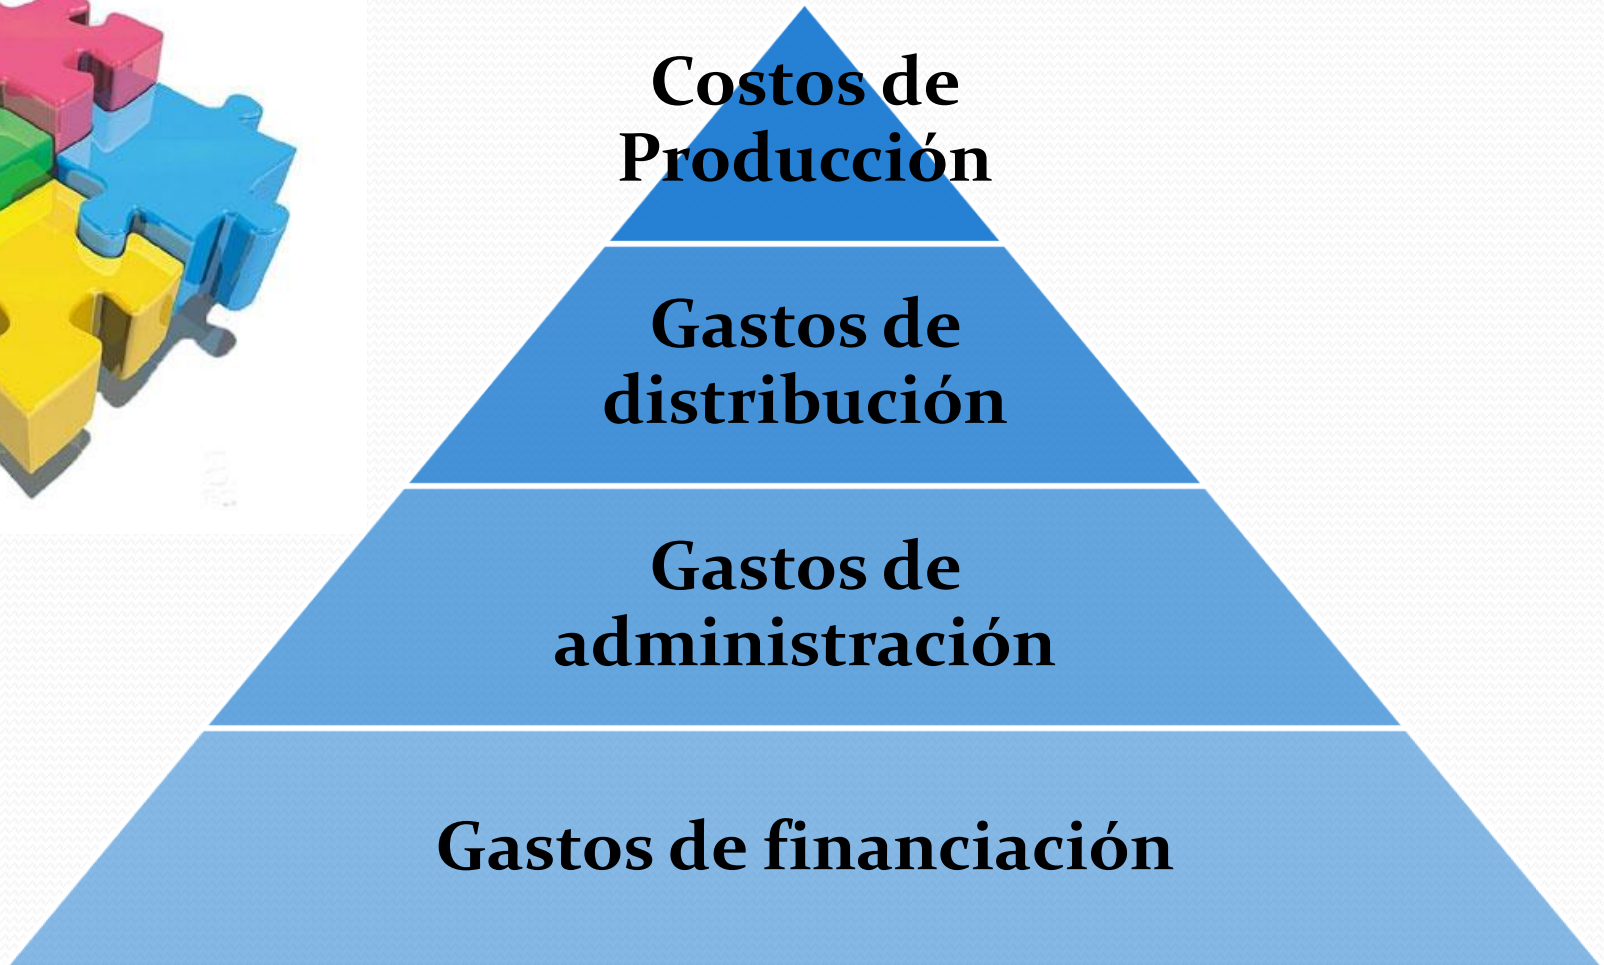 Costos de
Producción
Gastos de
distribución
Gastos de
administración
Gastos de financiación